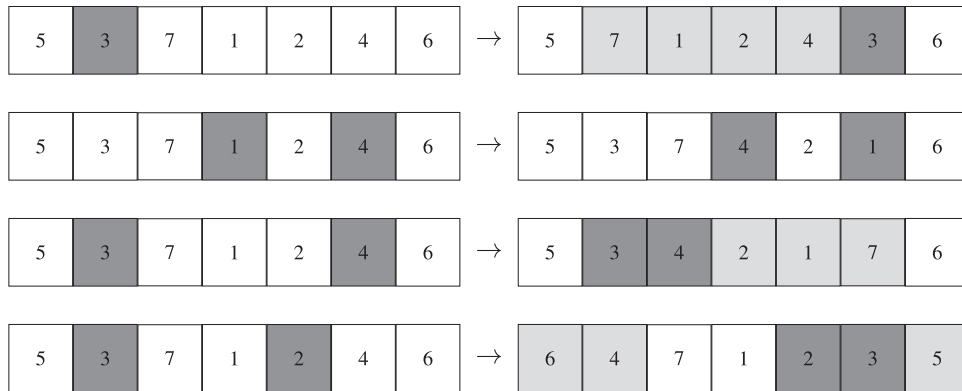 5 3 7 1 2 4 6 → 5 7 1 2 4 3 6
5 3 7 1 2 4 6 → 5 3 7 4 2 1 6
5 3 7 1 2 4 6 → 5 3 4 2 1 7 6
5 3 7 1 2 4 6 → 6 4 7 1 2 3 5